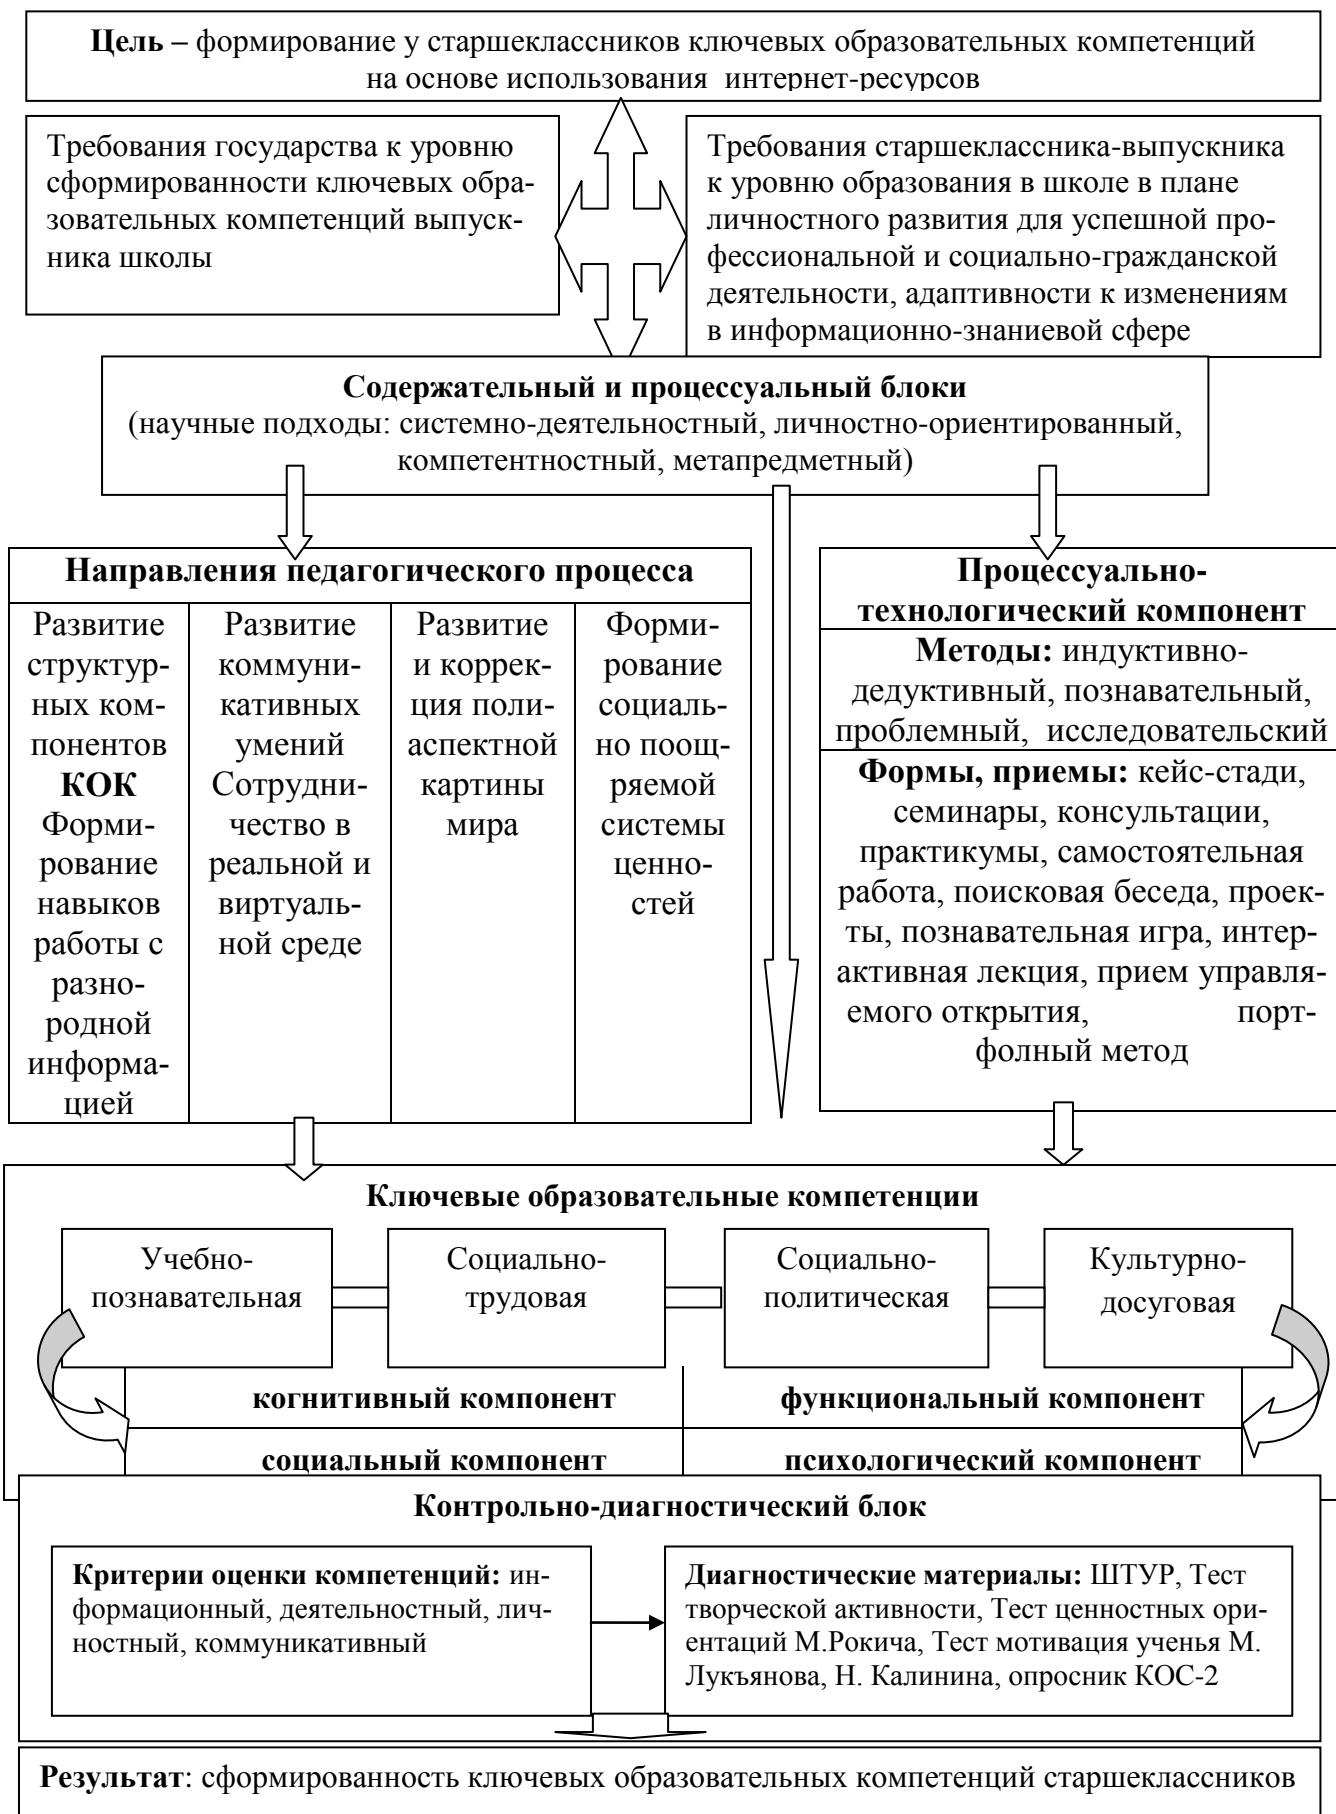 Цель – формирование у старшеклассников ключевых образовательных компетенций
на основе использования интернет-ресурсов
Требования государства к уровню
сформированности ключевых обра-
зовательных компетенций выпуск-
ника школы
Требования старшеклассника-выпускника
к уровню образования в школе в плане
личностного развития для успешной про-
фессиональной и социально-гражданской
деятельности, адаптивности к изменениям
в информационно-знаниевой сфере
Содержательный и процессуальный блоки
(научные подходы: системно-деятельностный, личностно-ориентированный,
компетентностный, метапредметный)
Направления педагогического процесса
Развитие
структур-
ных ком-
понентов
КОК
Форми-
рование
навыков
работы с
разно-
родной
информа-
цией
Развитие
коммуни-
кативных
умений
Сотрудни-
чество в
реальной и
виртуаль-
ной среде
Развитие
и коррек-
ция поли-
аспектной
картины
мира
Форми-
рование
социаль-
но поощ-
ряемой
системы
ценно-
стей
Процессуально-
технологический компонент
Методы: индуктивно-
дедуктивный, познавательный,
проблемный, исследовательский
Формы, приемы: кейс-стади,
семинары, консультации,
практикумы, самостоятельная
работа, поисковая беседа, проек-
ты, познавательная игра, интер-
активная лекция, прием управля-
емого открытия, порт-
фолный метод
Ключевые образовательные компетенции
Учебно-
познавательная
Социально-
трудовая
Социально-
политическая
Культурно-
досуговая
когнитивный компонент
функциональный компонент
социальный компонент
психологический компонент
Контрольно-диагностический блок
Критерии оценки компетенций: ин-
формационный, деятельностный, лич-
ностный, коммуникативный
Диагностические материалы: ШТУР, Тест
творческой активности, Тест ценностных ори-
ентаций М.Рокича, Тест мотивация ученья М.
Лукъянова, Н. Калинина, опросник КОС-2
Результат: сформированность ключевых образовательных компетенций старшеклассников